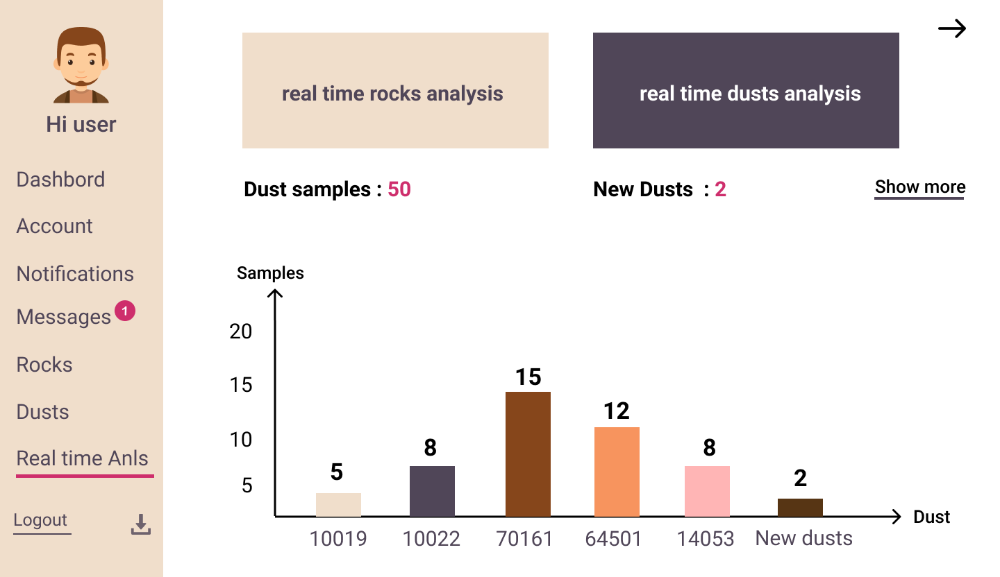 Hi user
Dashbord
Account
Notifications
Messages 1
Rocks
Dusts
Real time Anls
Logout
real time rocks analysis
real time dusts analysis
Dust samples : 50
New Dusts : 2
Show more
Samples
20
15
10
5
5
8
15
12
8
2
Dust
10019
10022
70161
64501
14053
New dusts